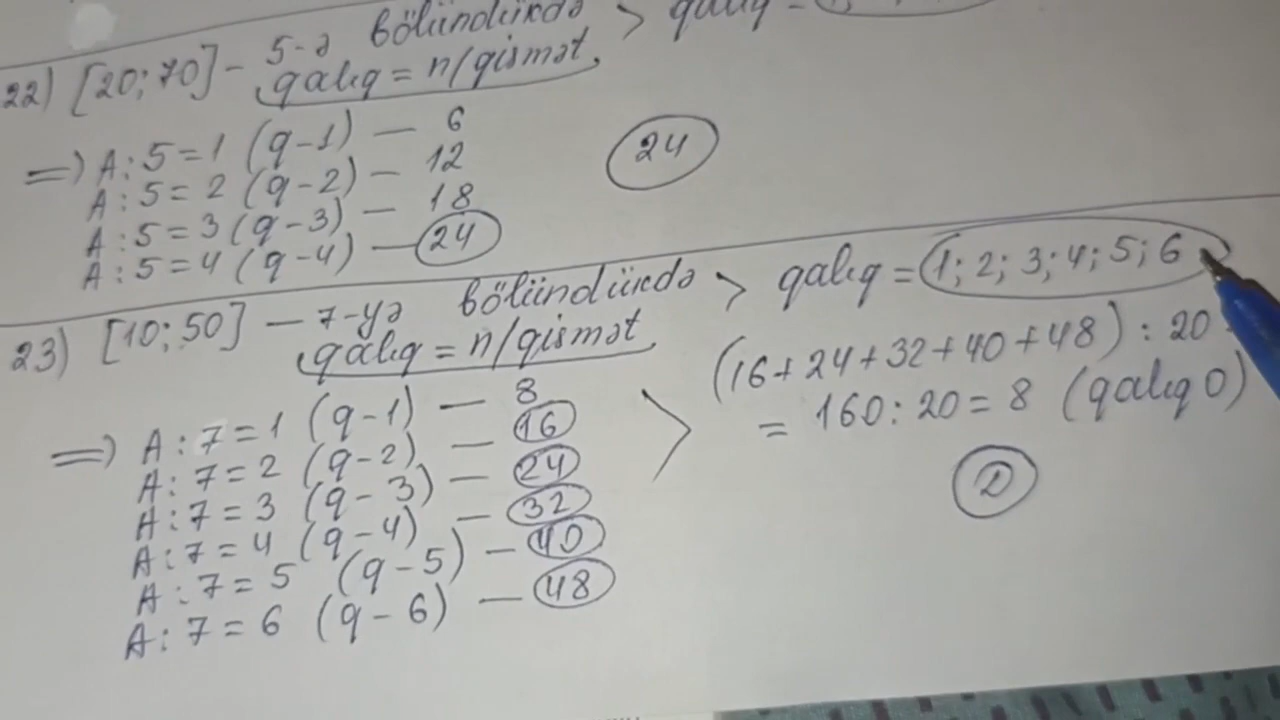 22) [20;70] - 5-ə bölündükdə > qalıq =
qalıq = n/qismət
=> A:5=1 (q-1) — 6
A:5=2 (q-2) — 12
A:5=3 (q-3) — 18
A:5=4 (q-4) — 24
24
23) [10;50] — 7-yə bölündükdə > qalıq = 1; 2; 3; 4; 5; 6
qalıq = n/qismət
=> A:7=1 (q-1) — 8
A:7=2 (q-2) — 16
A:7=3 (q-3) — 24
A:7=4 (q-4) — 32
A:7=5 (q-5) — 40
A:7=6 (q-6) — 48
(16+24+32+40+48):20
= 160:20=8 (qalıq 0)
D